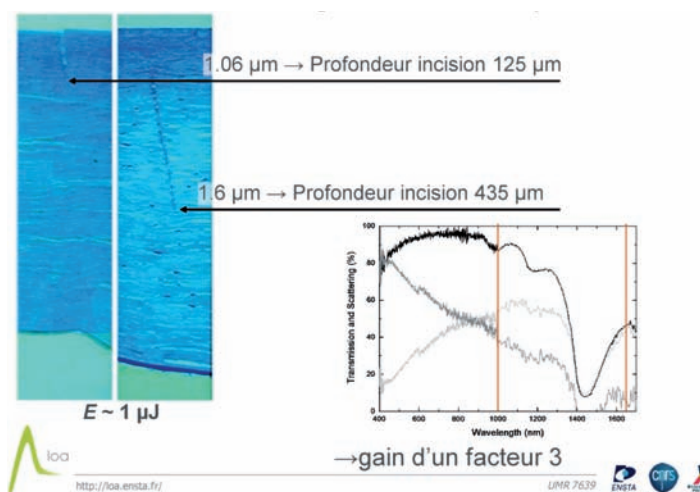 1.06 µm → Profondeur incision 125 µm
1.6 µm → Profondeur incision 435 µm
E ~ 1 µJ
Transmission and Scattering (%)
100
80
60
40
20
0
400 600 800 1000 1200 1400 1600
Wavelength (nm)
→gain d'un facteur 3
loa
http://loa.ensta.fr/
UMR 7639
ENSTA
cnrs